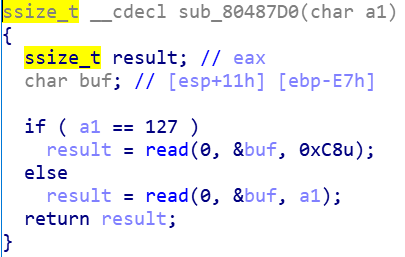 ssize_t __cdecl sub_80487D0(char a1)
{
ssize_t result; // eax
char buf; // [esp+11h] [ebp-E7h]
if ( a1 == 127 )
result = read(0, &buf, 0xC8u);
else
result = read(0, &buf, a1);
return result;
}